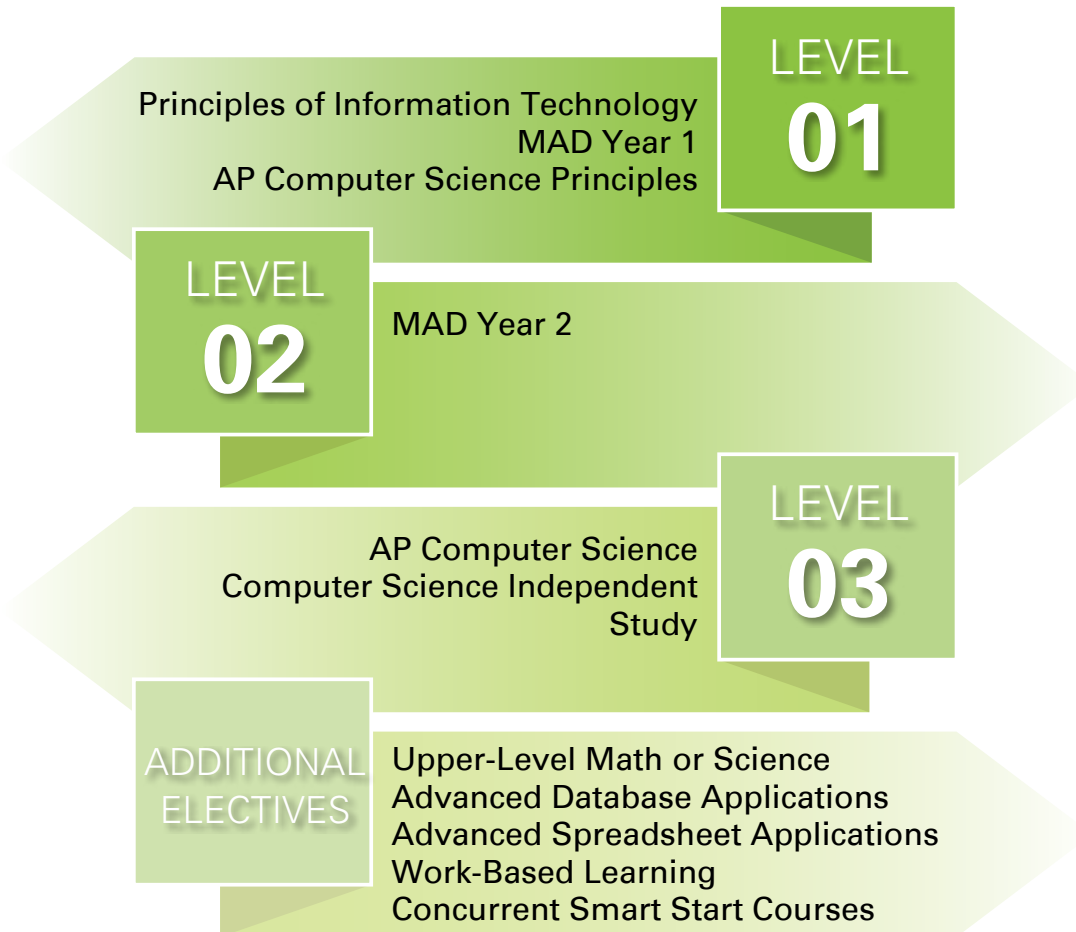 LEVEL
01
Principles of Information Technology
MAD Year 1
AP Computer Science Principles
LEVEL
02
MAD Year 2
LEVEL
03
AP Computer Science
Computer Science Independent
Study
ADDITIONAL
ELECTIVES
Upper-Level Math or Science
Advanced Database Applications
Advanced Spreadsheet Applications
Work-Based Learning
Concurrent Smart Start Courses